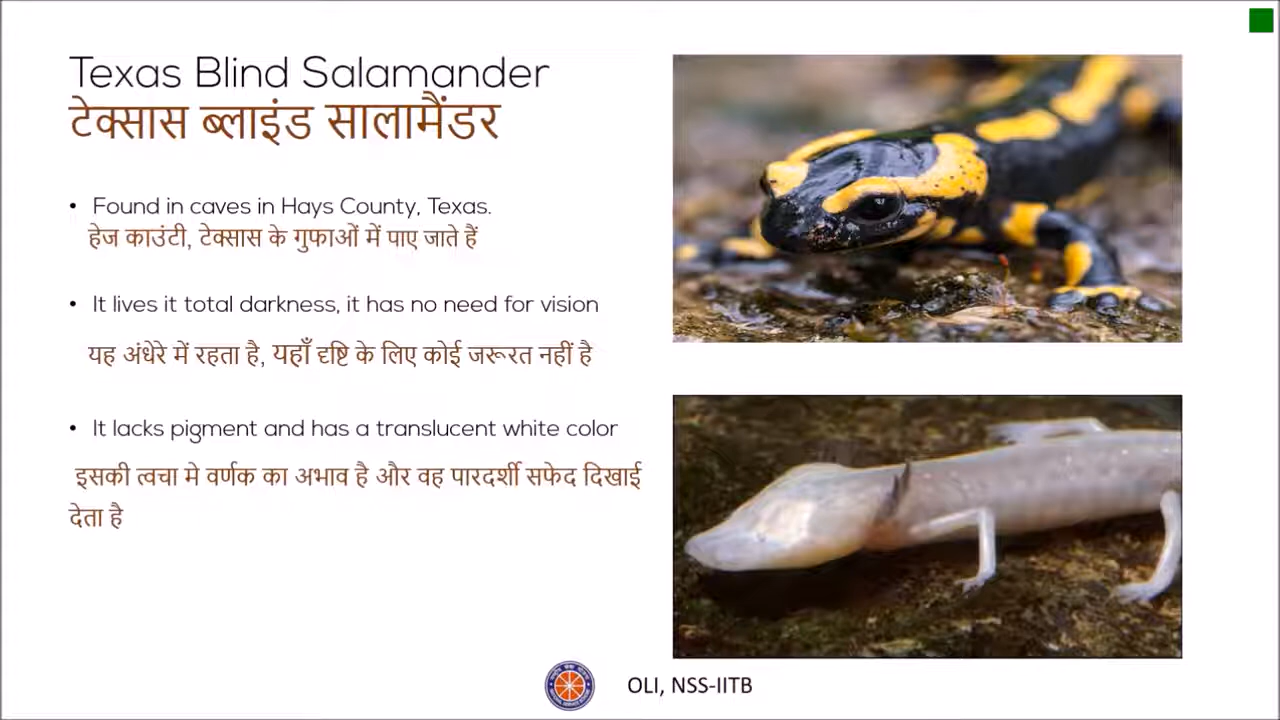 Texas Blind Salamander
टेक्सास ब्लाइंड सालामैंडर
• Found in caves in Hays County, Texas.
हेज काउंटी, टेक्सास के गुफाओं में पाए जाते हैं
• It lives it total darkness, it has no need for vision
यह अंधेरे में रहता है, यहाँ दृष्टि के लिए कोई जरूरत नहीं है
• It lacks pigment and has a translucent white color
इसकी त्वचा मे वर्णक का अभाव है और वह पारदर्शी सफेद दिखाई
देता है
OLI, NSS-IITB